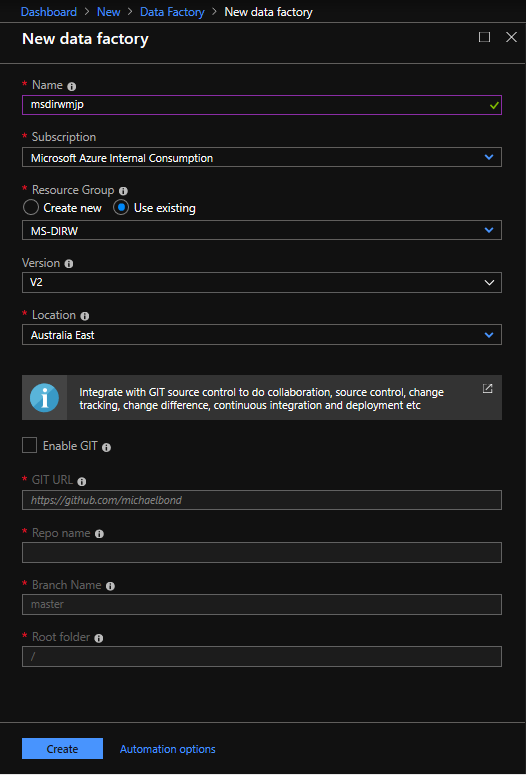 Dashboard > New > Data Factory > New data factory
New data factory
* Name
msdirwmjp
* Subscription
Microsoft Azure Internal Consumption
* Resource Group
Create new Use existing
MS-DIRW
Version
V2
* Location
Australia East
Integrate with GIT source control to do collaboration, source control, change
tracking, change difference, continuous integration and deployment etc
Enable GIT
* GIT URL
https://github.com/michaelbond
* Repo name
* Branch Name
master
* Root folder
/
Create Automation options